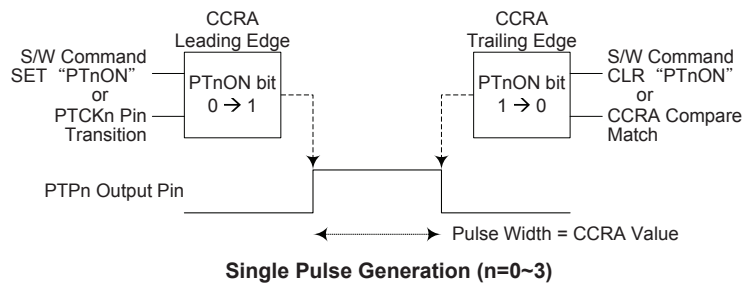 CCRA
Leading Edge
S/W Command
SET “PTnON”
or
PTCKn Pin
Transition
PTnON bit
0 → 1
CCRA
Trailing Edge
PTnON bit
1 → 0
S/W Command
CLR “PTnON”
or
CCRA Compare
Match
PTPn Output Pin
Pulse Width = CCRA Value
Single Pulse Generation (n=0~3)